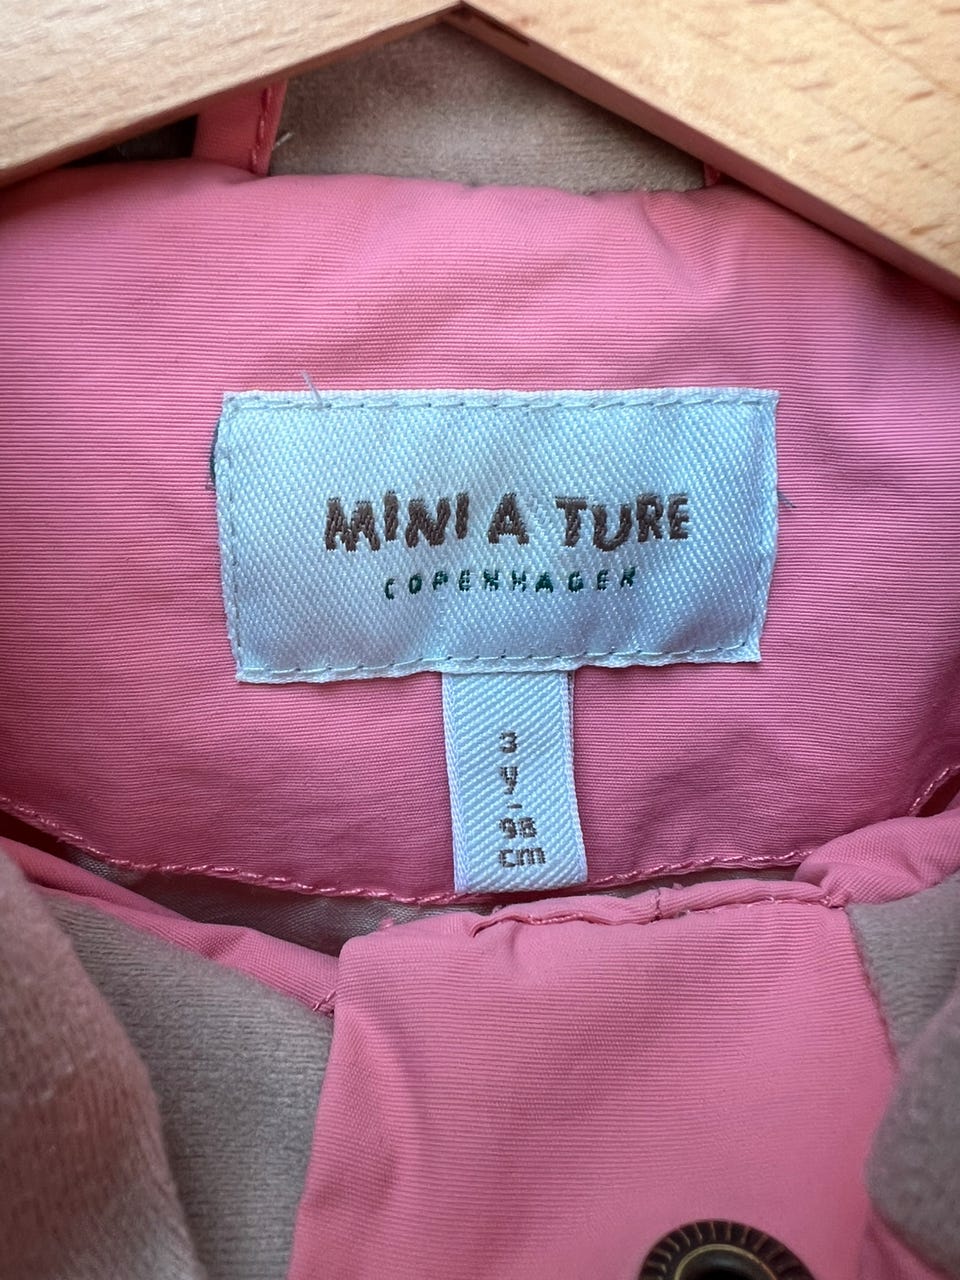 MINI A TURE
COPENHAGEN
3
y
-
98
cm